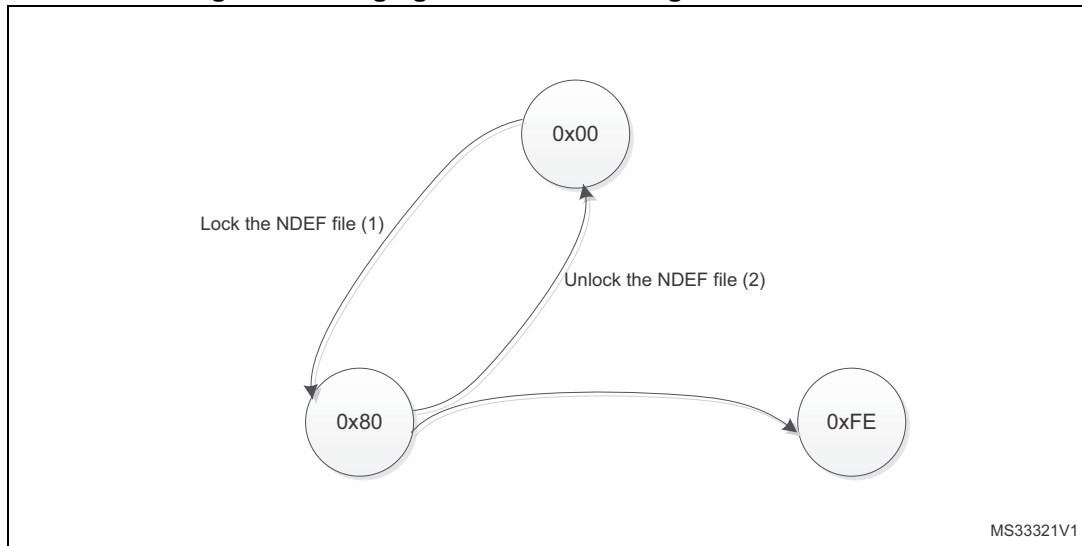 0x00
Lock the NDEF file (1)
Unlock the NDEF file (2)
0x80
0xFE
MS33321V1